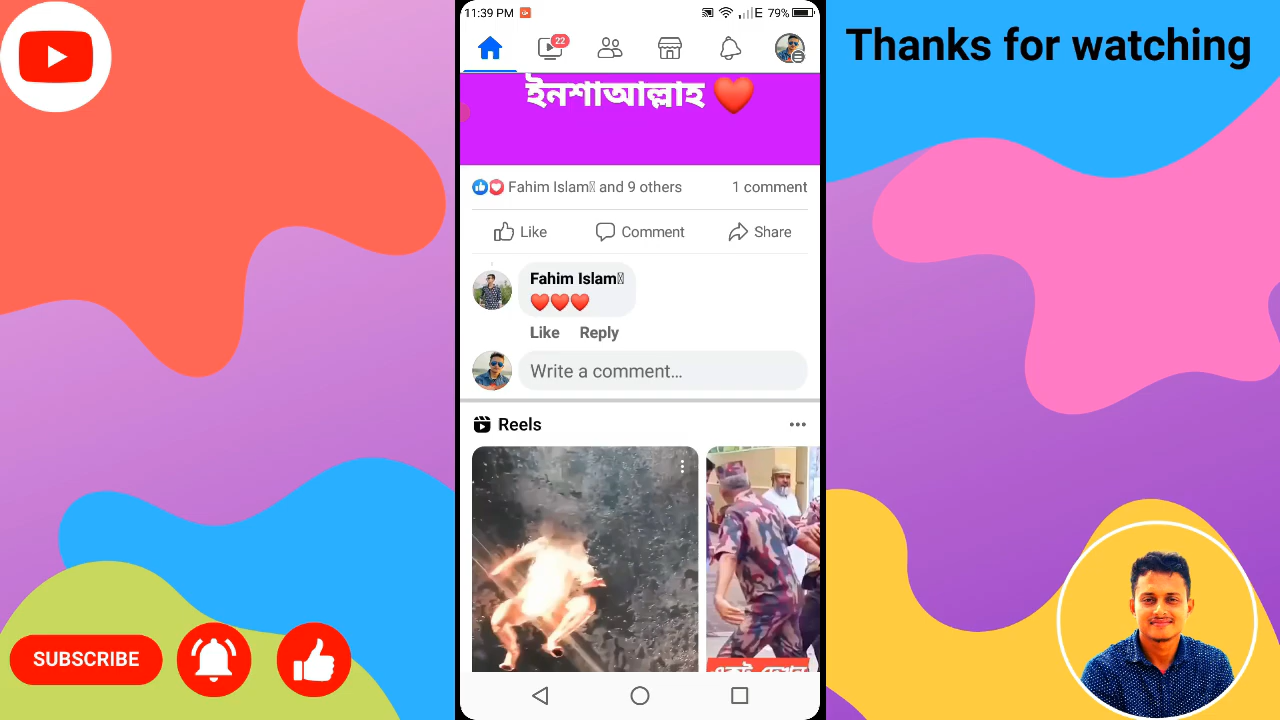 11:39 PM
E 79%
22
Thanks for watching
ইনশাআল্লাহ ❤️
Fahim Islam and 9 others
1 comment
Like
Comment
Share
Fahim Islam
❤️❤️❤️
Like Reply
Write a comment...
Reels
একটু দেখেন
SUBSCRIBE